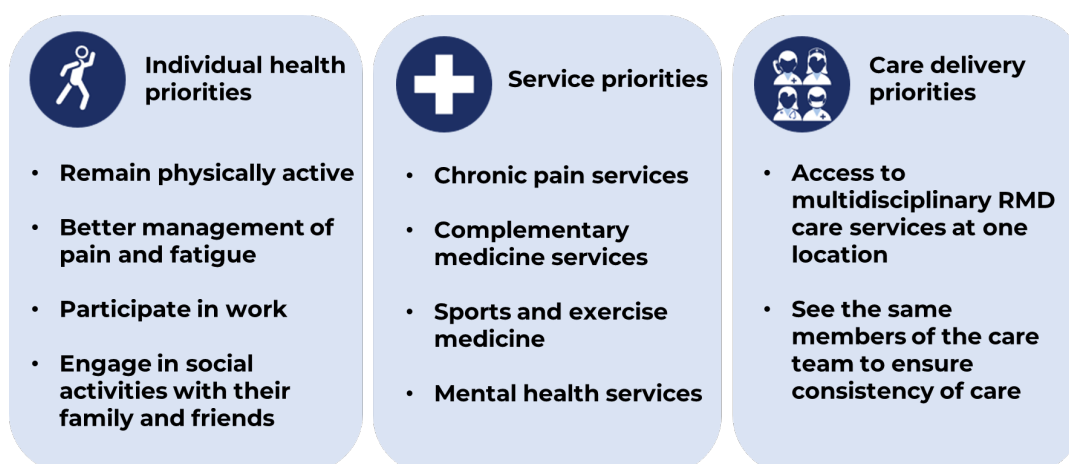 Individual health
priorities
• Remain physically active
• Better management of
pain and fatigue
• Participate in work
• Engage in social
activities with their
family and friends
Service priorities
• Chronic pain services
• Complementary
medicine services
• Sports and exercise
medicine
• Mental health services
Care delivery
priorities
• Access to
multidisciplinary RMD
care services at one
location
• See the same
members of the care
team to ensure
consistency of care